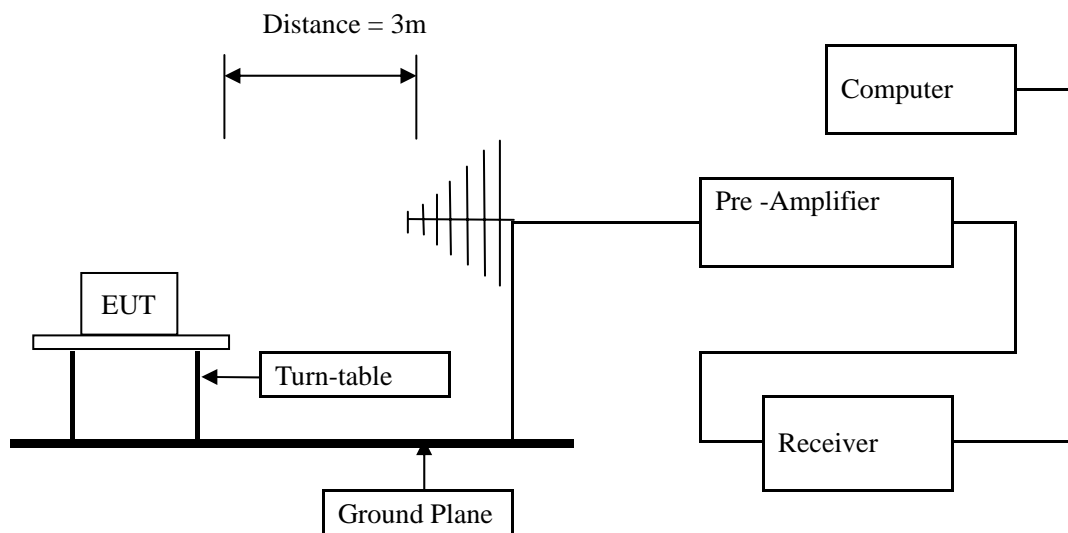 Distance = 3m
Computer
Pre -Amplifier
EUT
Turn-table
Receiver
Ground Plane